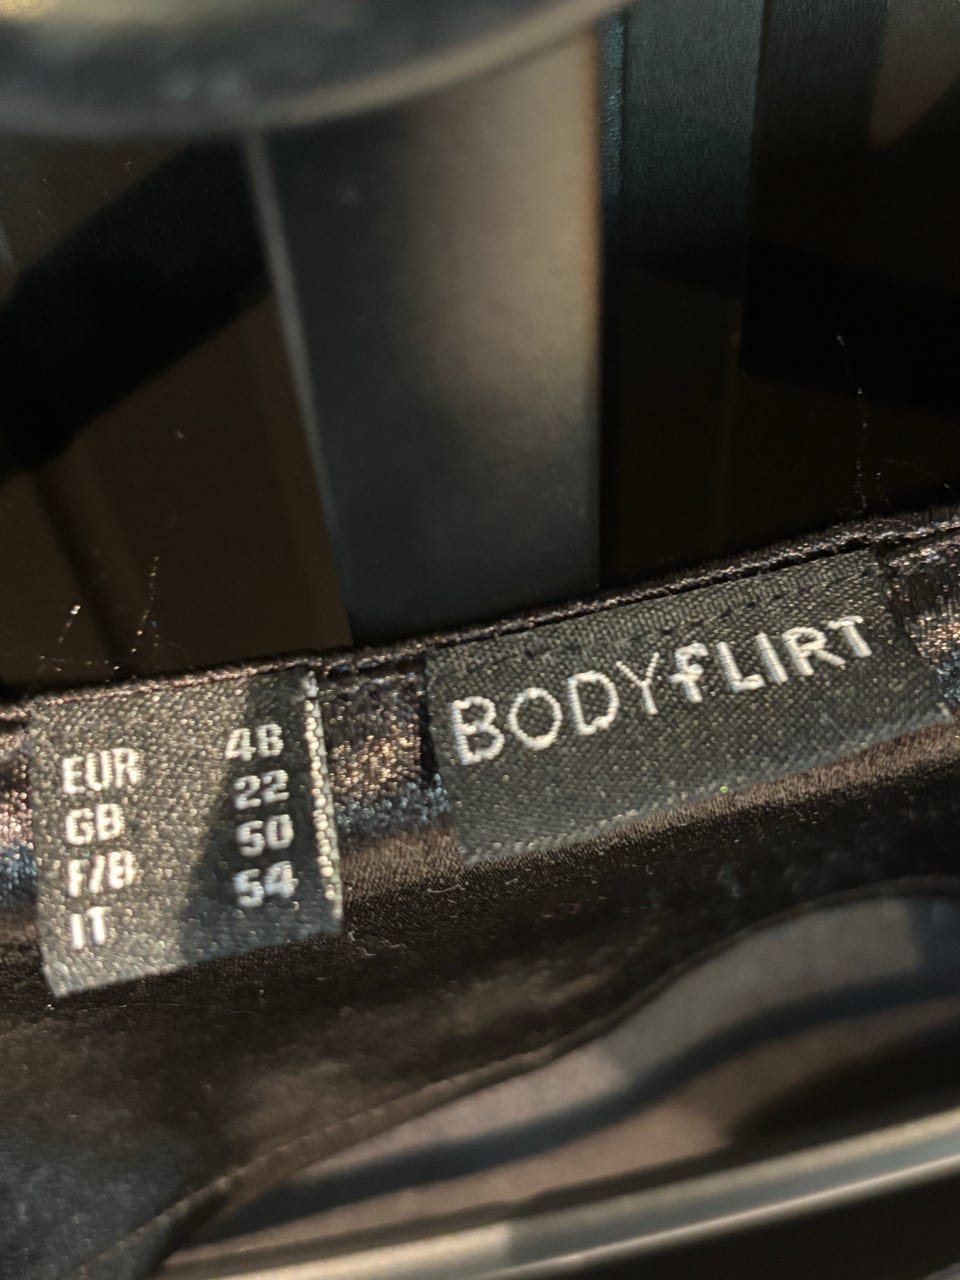 EUR 48
GB 22
F/B 50
IT 54
BODYFLIRT